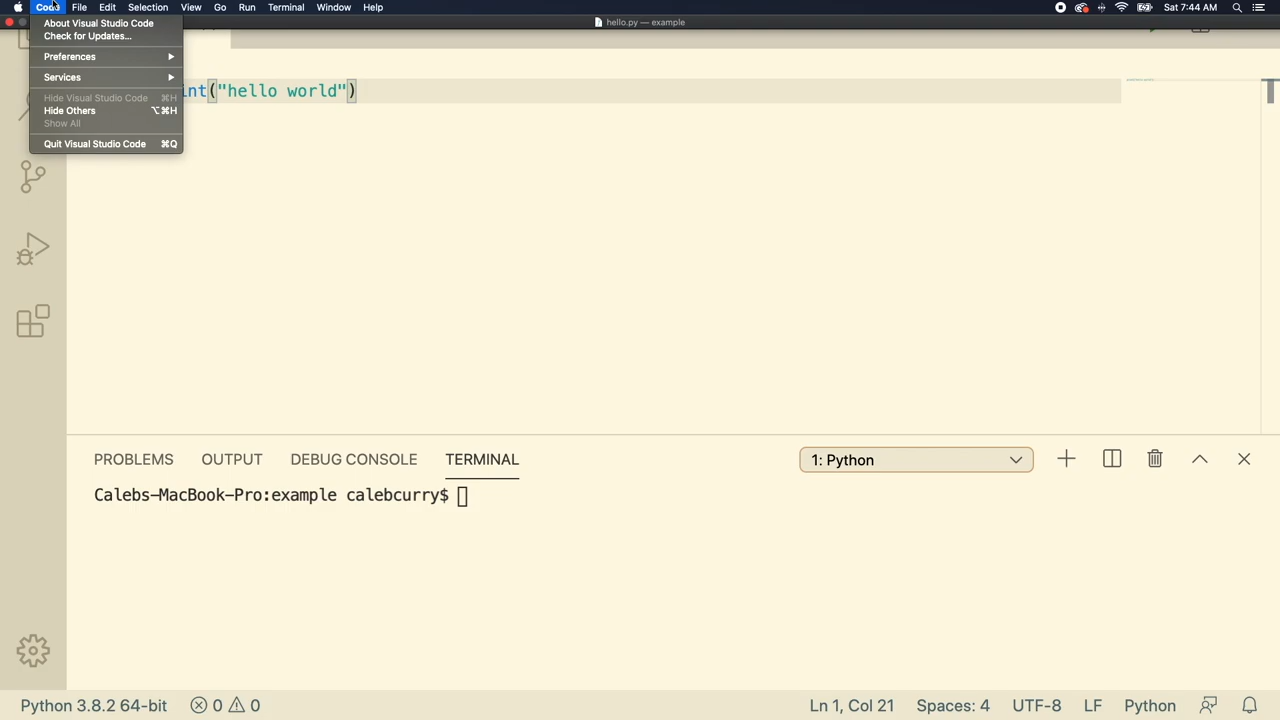 Code File Edit Selection View Go Run Terminal Window Help Sat 7:44 AM
hello.py — example
About Visual Studio Code
Check for Updates...
Preferences
Services
Hide Visual Studio Code ⌘H
Hide Others ⌥⌘H
Show All
Quit Visual Studio Code ⌘Q
int("hello world")
PROBLEMS OUTPUT DEBUG CONSOLE TERMINAL 1: Python
Calebs-MacBook-Pro:example calebcurry$
Python 3.8.2 64-bit 0 0 Ln 1, Col 21 Spaces: 4 UTF-8 LF Python